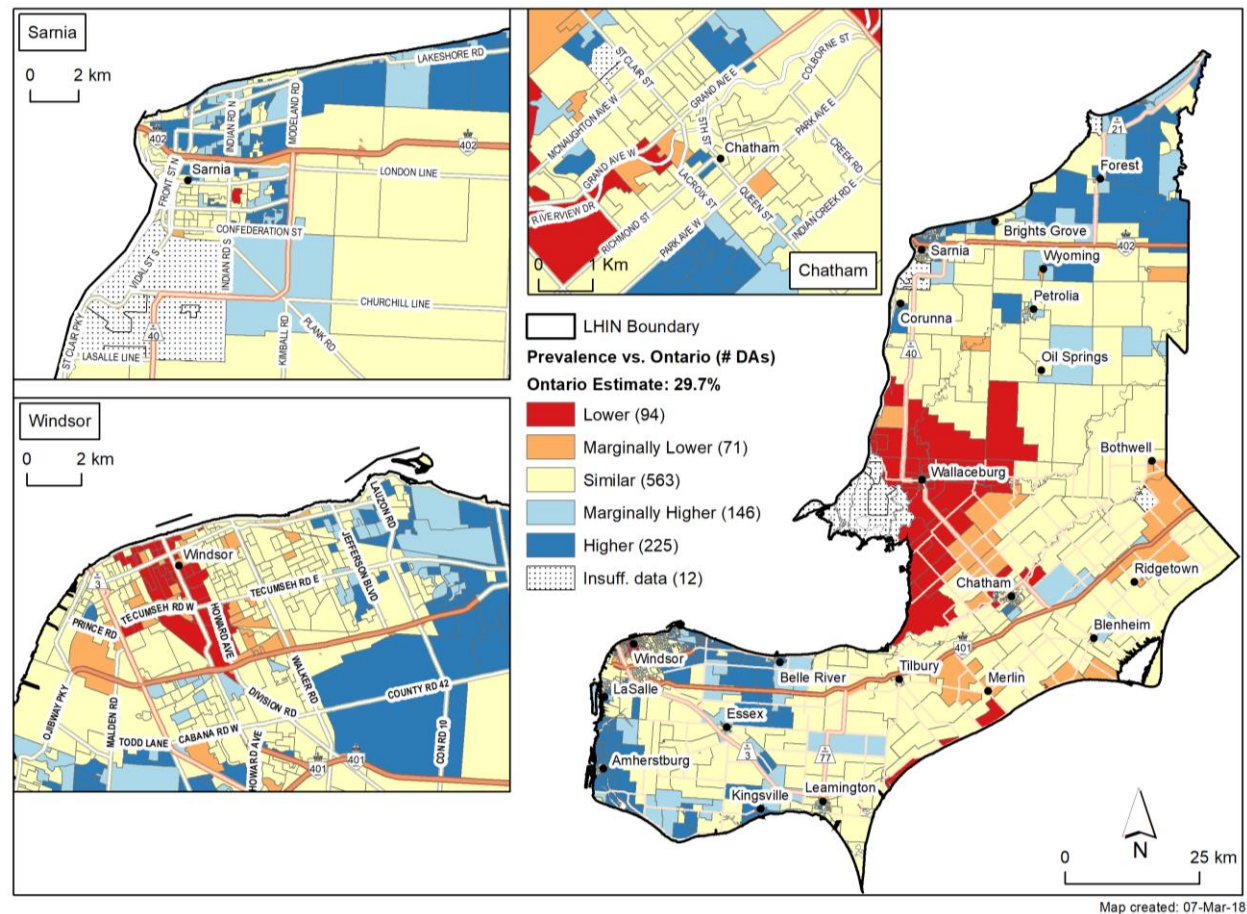 Sarnia
0 2 km
LAKESHORE RD
INDIAN RD N
MODELAND RD
402
402
Sarnia
FRONT ST N
LONDON LINE
CONFEDERATION ST
VIDAL ST S
INDIAN RD S
CHURCHILL LINE
ST CLAIR PKY
40
KIMBALL RD
PLANK RD
LASALLE LINE
Windsor
0 2 km
LAUZON RD
Windsor
JEFFERSON BLVD
3
TECUMSEH RD E
TECUMSEH RD W
PRINCE RD
HOWARD AVE
WALKER RD
COUNTY RD 42
DIVISION RD
OJIBWAY PKY
MALDEN RD
CABANA RD W
TODD LANE
HOWARD AVE
401
401
CON RD 10
ST CLAIR ST
COLBORNE ST
GRAND AVE E
MCNAUGHTON AVE W
5TH ST
PARK AVE E
Chatham
GRAND AVE W
CREEK RD
LACROIX ST
RIVERVIEW DR
QUEEN ST
RICHMOND ST
INDIAN CREEK RD E
PARK AVE W
0 1 Km
Chatham
LHIN Boundary
Prevalence vs. Ontario (# DAs)
Ontario Estimate: 29.7%
Lower (94)
Marginally Lower (71)
Similar (563)
Marginally Higher (146)
Higher (225)
Insuff. data (12)
21
Forest
Brights Grove
402
Sarnia
Wyoming
Petrolia
Corunna
40
Oil Springs
Bothwell
Wallaceburg
Chatham
Ridgetown
Blenheim
401
Windsor
Tilbury
Belle River
Merlin
LaSalle
Essex
3
77
Amherstburg
Leamington
Kingsville
N
0 25 km
Map created: 07-Mar-18